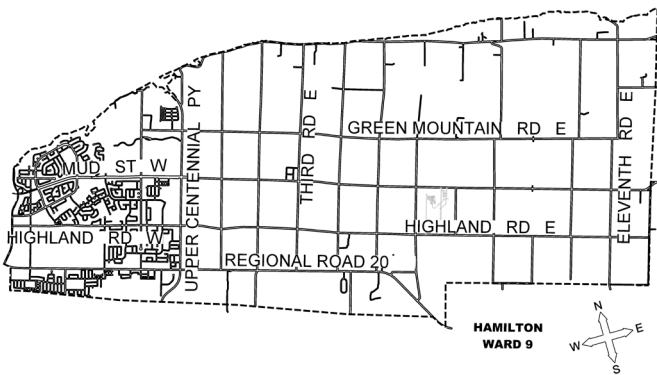 UPPER CENTENNIAL PY
THIRD RD E
GREEN MOUNTAIN RD E
ELEVENTH RD E
MUD ST W
HIGHLAND RD W
HIGHLAND RD E
REGIONAL ROAD 20
HAMILTON
WARD 9
N
E
W
S